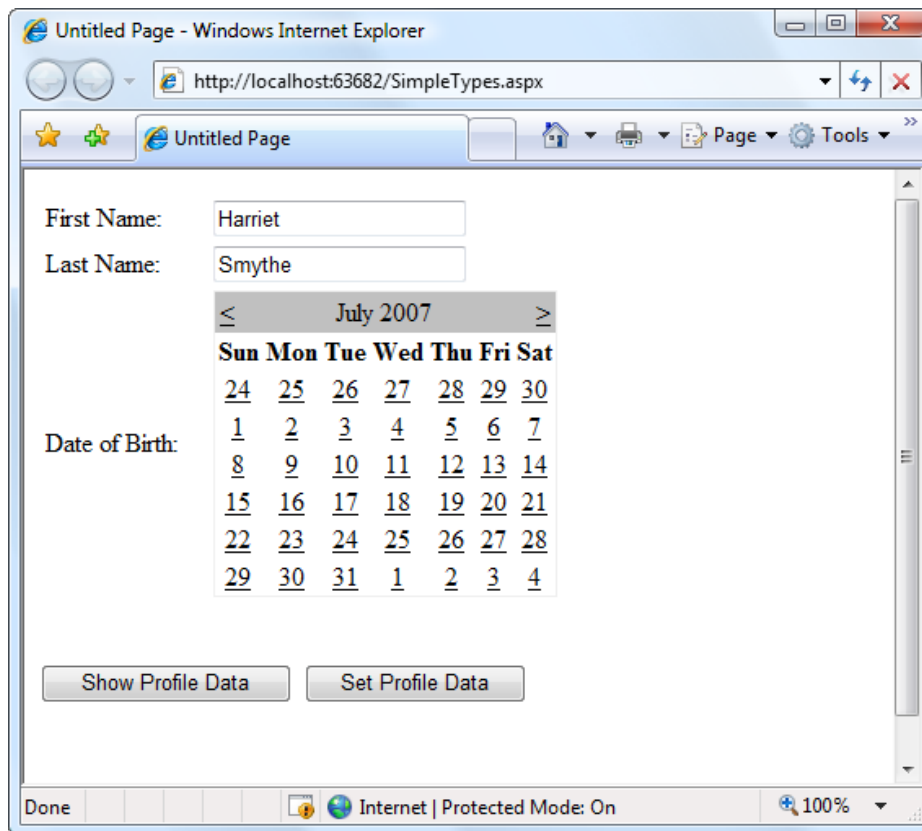 Untitled Page - Windows Internet Explorer
http://localhost:63682/SimpleTypes.aspx
Untitled Page
Page Tools
First Name: Harriet
Last Name: Smythe
< July 2007 >
Sun Mon Tue Wed Thu Fri Sat
24 25 26 27 28 29 30
1 2 3 4 5 6 7
Date of Birth:
8 9 10 11 12 13 14
15 16 17 18 19 20 21
22 23 24 25 26 27 28
29 30 31 1 2 3 4
Show Profile Data Set Profile Data
Done Internet | Protected Mode: On 100%